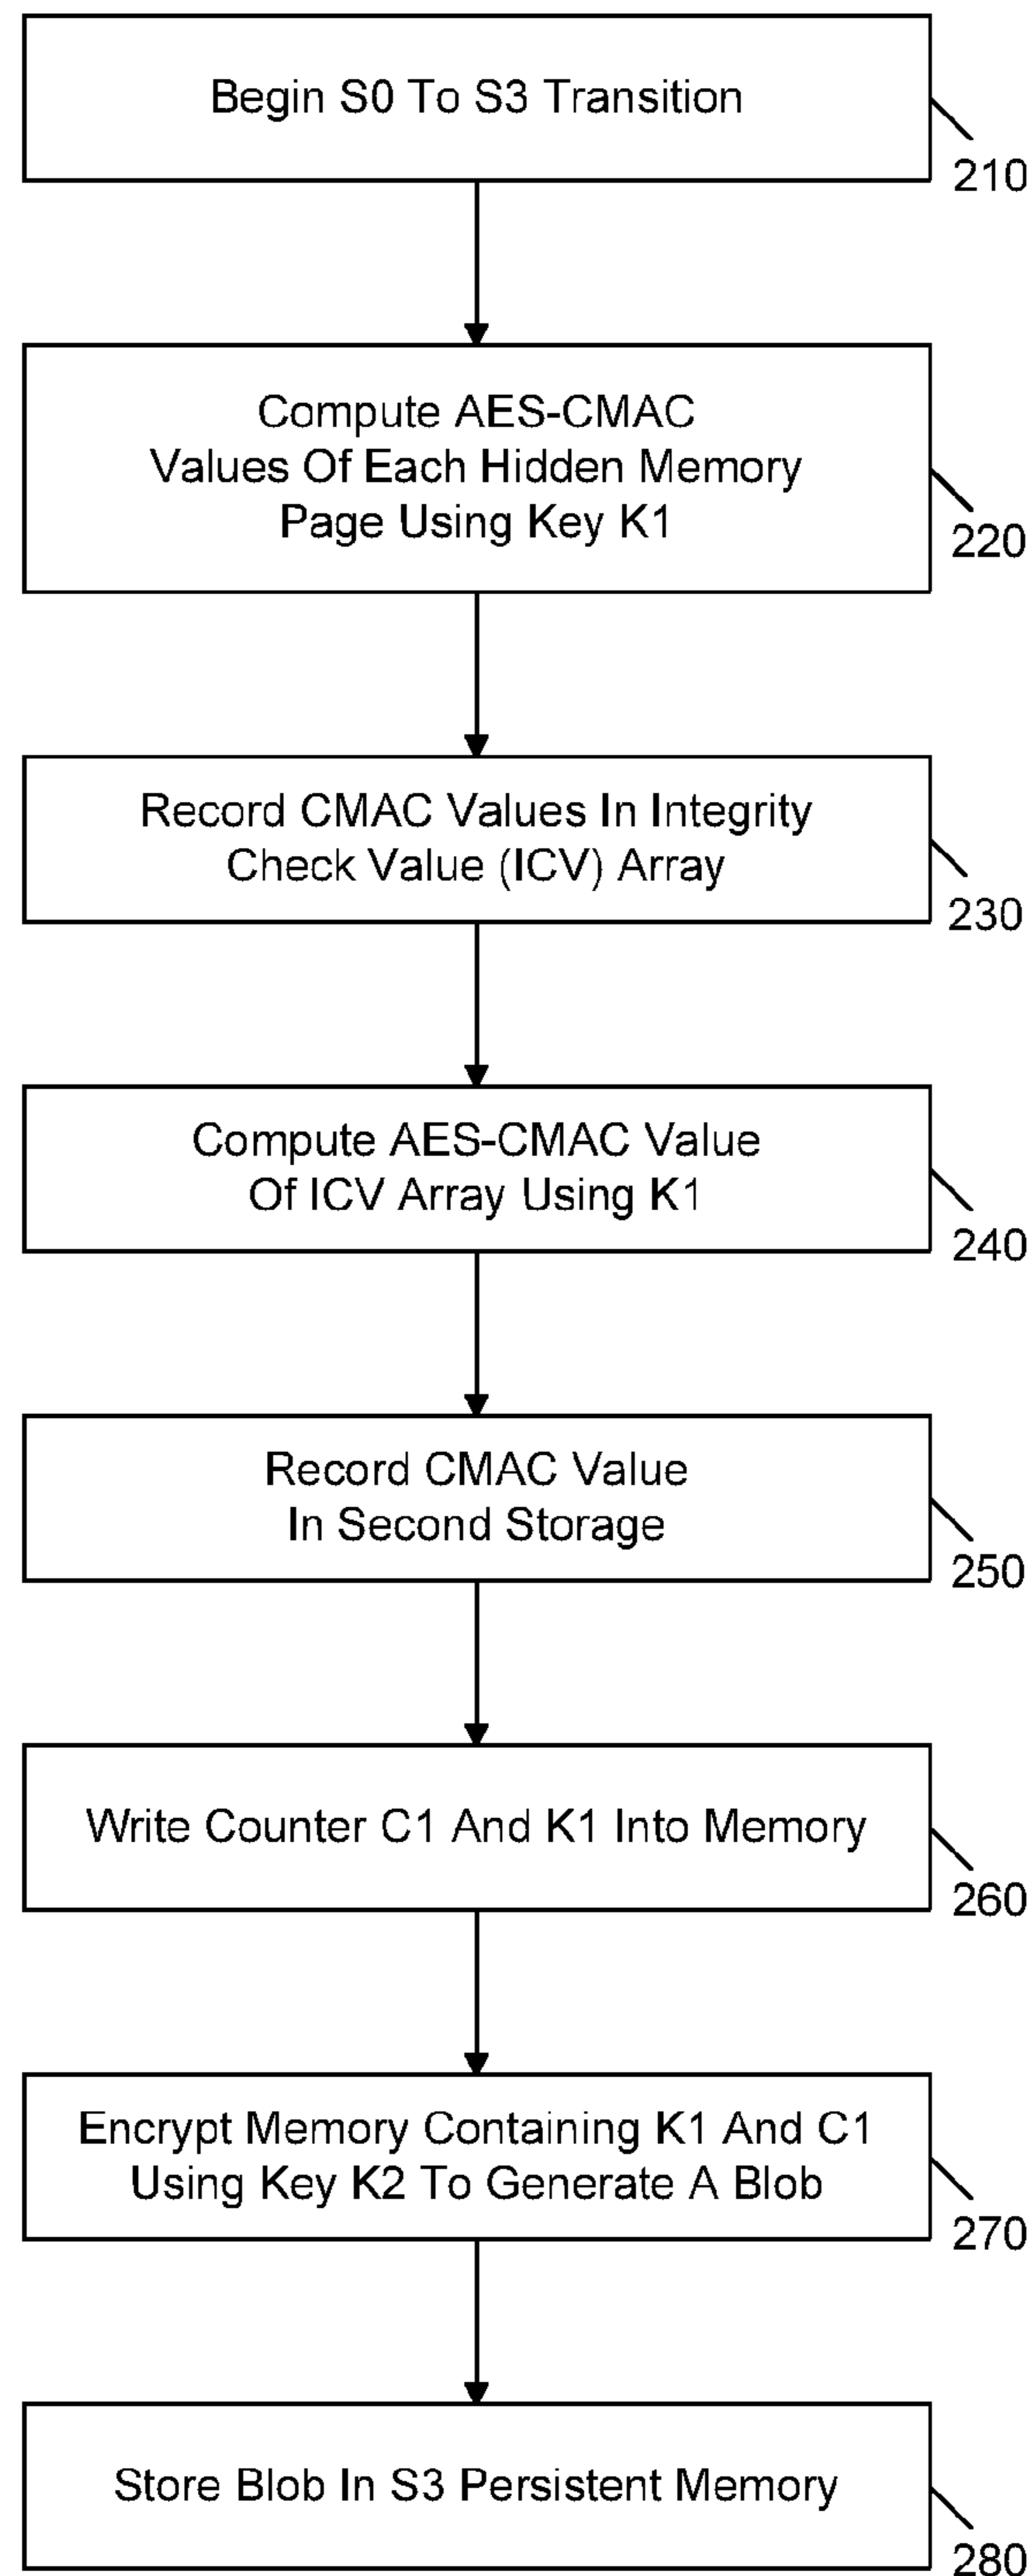 Begin S0 To S3 Transition
210
Compute AES-CMAC
Values Of Each Hidden Memory
Page Using Key K1
220
Record CMAC Values In Integrity
Check Value (ICV) Array
230
Compute AES-CMAC Value
Of ICV Array Using K1
240
Record CMAC Value
In Second Storage
250
Write Counter C1 And K1 Into Memory
260
Encrypt Memory Containing K1 And C1
Using Key K2 To Generate A Blob
270
Store Blob In S3 Persistent Memory
280